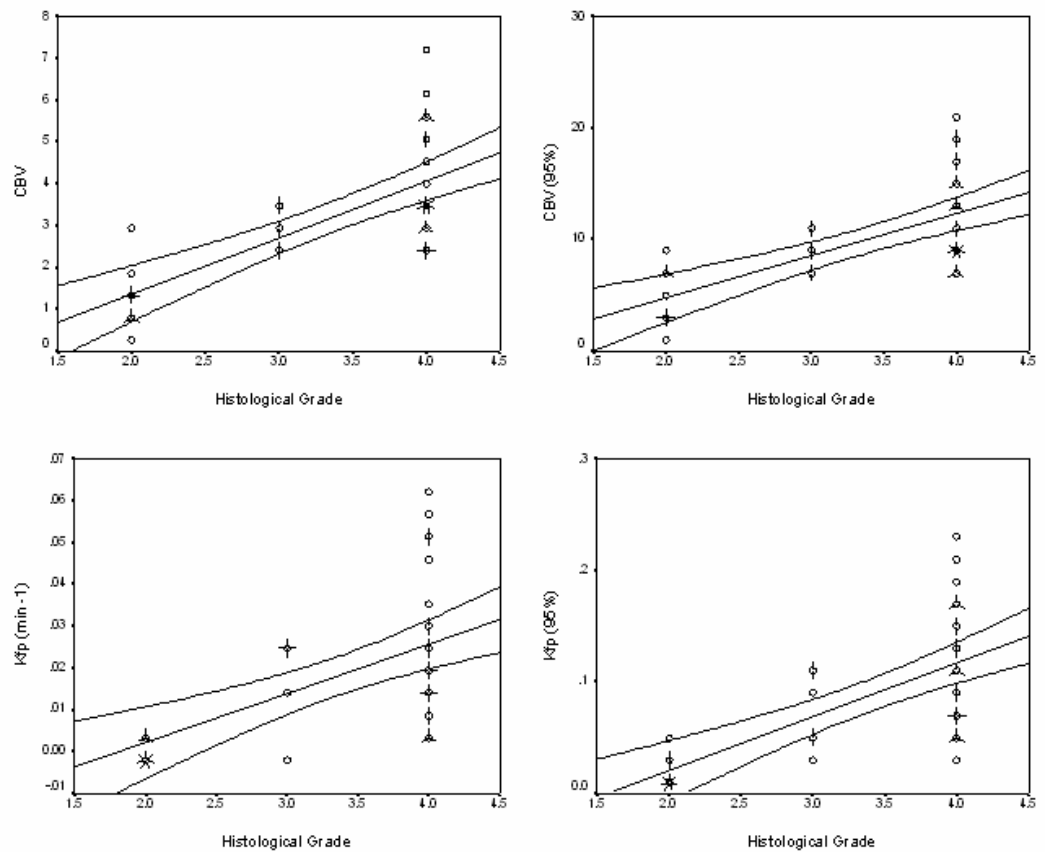 8
7
6
5
4
3
2
1
0
CBV
1.5 2.0 2.5 3.0 3.5 4.0 4.5
Histological Grade
30
20
10
0
CBV (95%)
1.5 2.0 2.5 3.0 3.5 4.0 4.5
Histological Grade
.07
.06
.05
.04
.03
.02
.01
0.00
-.01
Kfp (min-1)
1.5 2.0 2.5 3.0 3.5 4.0 4.5
Histological Grade
.3
.2
.1
0.0
Kfp (95%)
1.5 2.0 2.5 3.0 3.5 4.0 4.5
Histological Grade